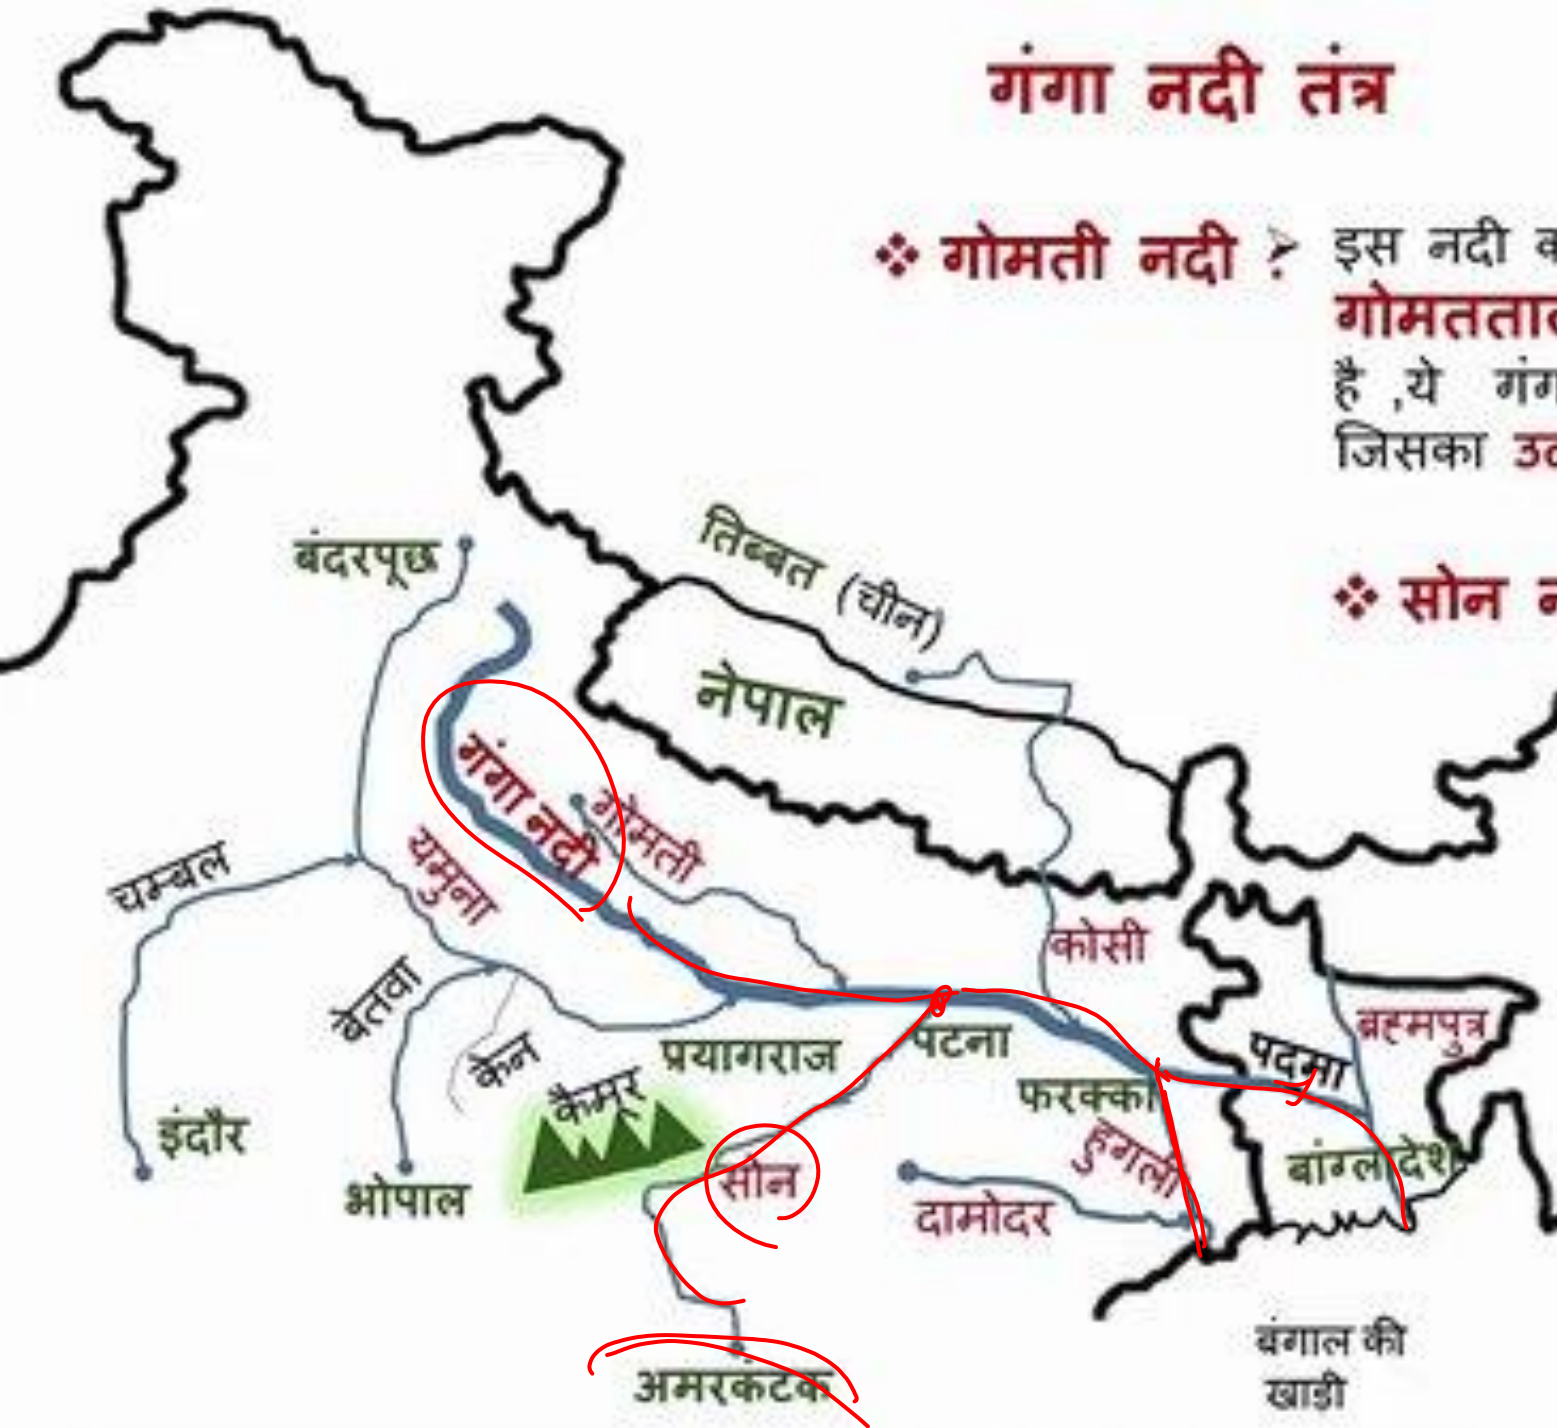 गंगा नदी तंत्र
❖ गोमती नदी :
➢ इस नदी
गोमतता
है ,ये
जिसका
❖ सोन
तिब्बत (चीन)
बंदरपूछ
नेपाल
गंगा नदी
गोमती
यमुना
चम्बल
बेतवा
केन
कोसी
ब्रह्मपुत्र
पदमा
प्रयागराज
पटना
फरक्का
कैमूर
इंदौर
भोपाल
सोन
हुगली
बांग्लादेश
दामोदर
अमरकंटक
बंगाल की
खाड़ी